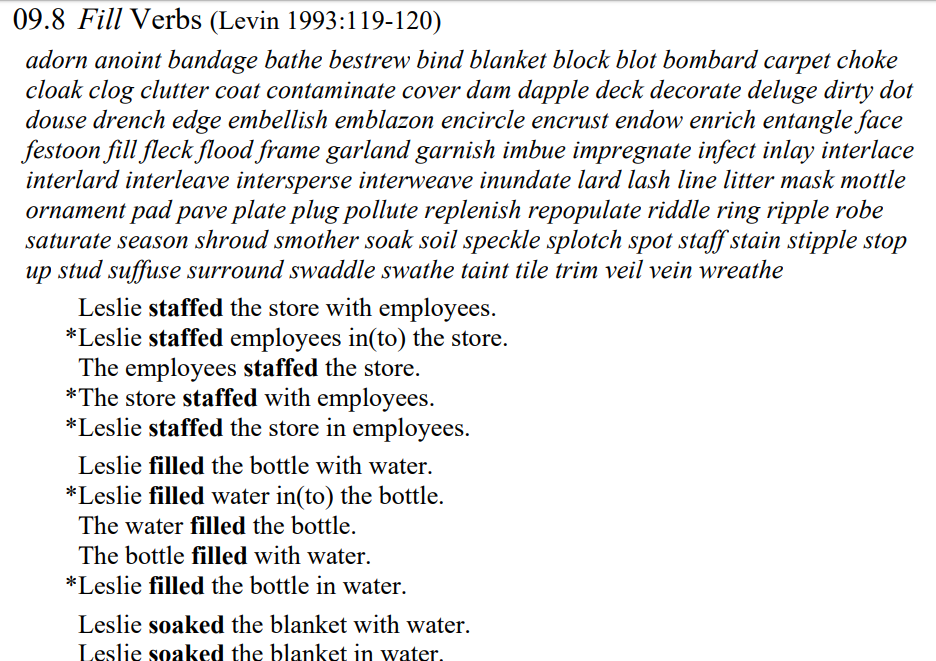 09.8 Fill Verbs (Levin 1993:119-120)
adorn anoint bandage bathe bestrew bind blanket block blot bombard carpet choke
cloak clog clutter coat contaminate cover dam dapple deck decorate deluge dirty dot
douse drench edge embellish emblazon encircle encrust endow enrich entangle face
festoon fill fleck flood frame garland garnish imbue impregnate infect inlay interlace
interlard interleave intersperse interweave inundate lard lash line litter mask mottle
ornament pad pave plate plug pollute replenish repopulate riddle ring ripple robe
saturate season shroud smother soak soil speckle splotch spot staff stain stipple stop
up stud suffuse surround swaddle swathe taint tile trim veil vein wreathe
Leslie staffed the store with employees.
*Leslie staffed employees in(to) the store.
The employees staffed the store.
*The store staffed with employees.
*Leslie staffed the store in employees.
Leslie filled the bottle with water.
*Leslie filled water in(to) the bottle.
The water filled the bottle.
The bottle filled with water.
*Leslie filled the bottle in water.
Leslie soaked the blanket with water.
Leslie soaked the blanket in water.